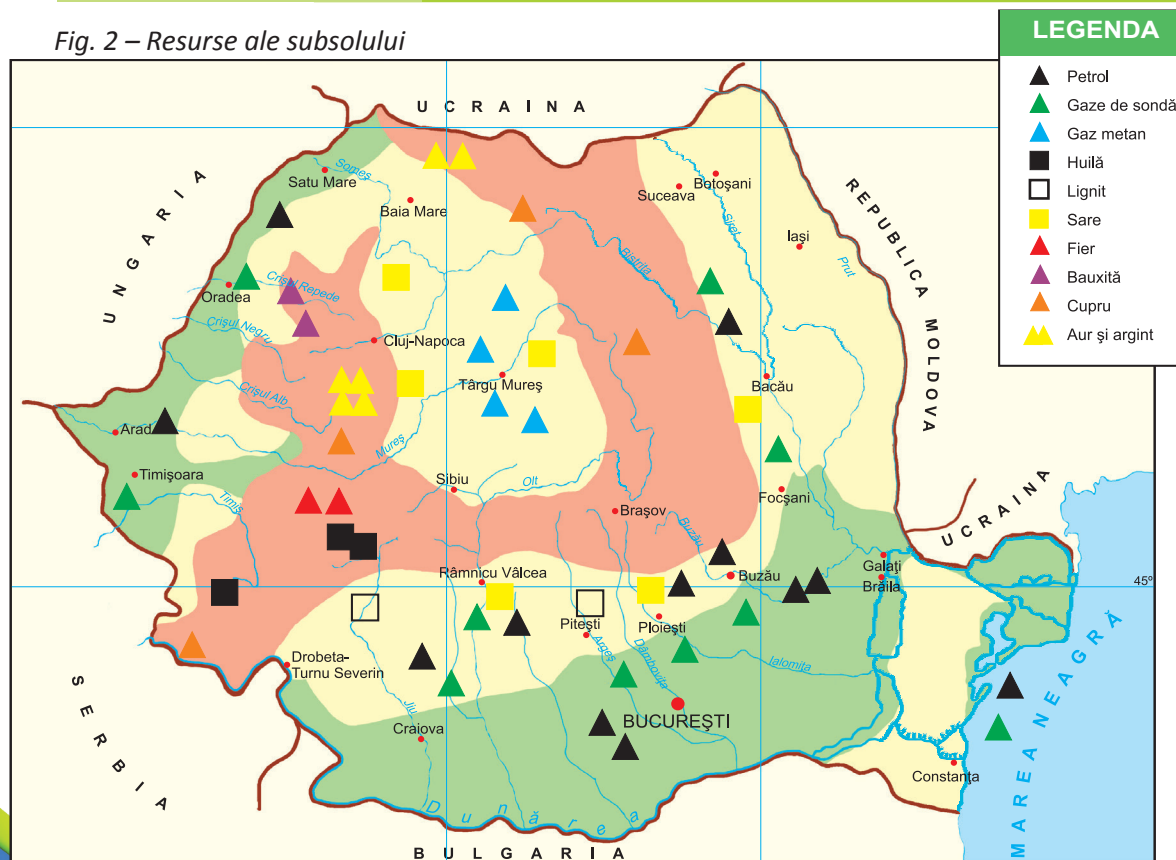 Fig. 2 – Resurse ale subsolului
LEGENDA
Petrol
Gaze de sondă
Gaz metan
Huilă
Lignit
Sare
Fier
Bauxită
Cupru
Aur şi argint
UCRAINA
UNGARIA
REPUBLICA MOLDOVA
UCRAINA
SERBIA
BULGARIA
MAREA NEAGRĂ
Satu Mare
Someş
Baia Mare
Suceava
Botoşani
Siret
Iaşi
Prut
Bistriţa
Oradea
Crişul Repede
Crişul Negru
Cluj-Napoca
Târgu Mureş
Bacău
Crişul Alb
Mureş
Arad
Timişoara
Timiş
Sibiu
Olt
Focşani
Braşov
Buzău
Râmnicu Vâlcea
Buzău
Galaţi
Brăila
45°
Piteşti
Ploieşti
Argeş
Dâmboviţa
Ialomiţa
Drobeta-
Turnu Severin
Jiu
BUCUREŞTI
Craiova
Constanţa
Dunărea